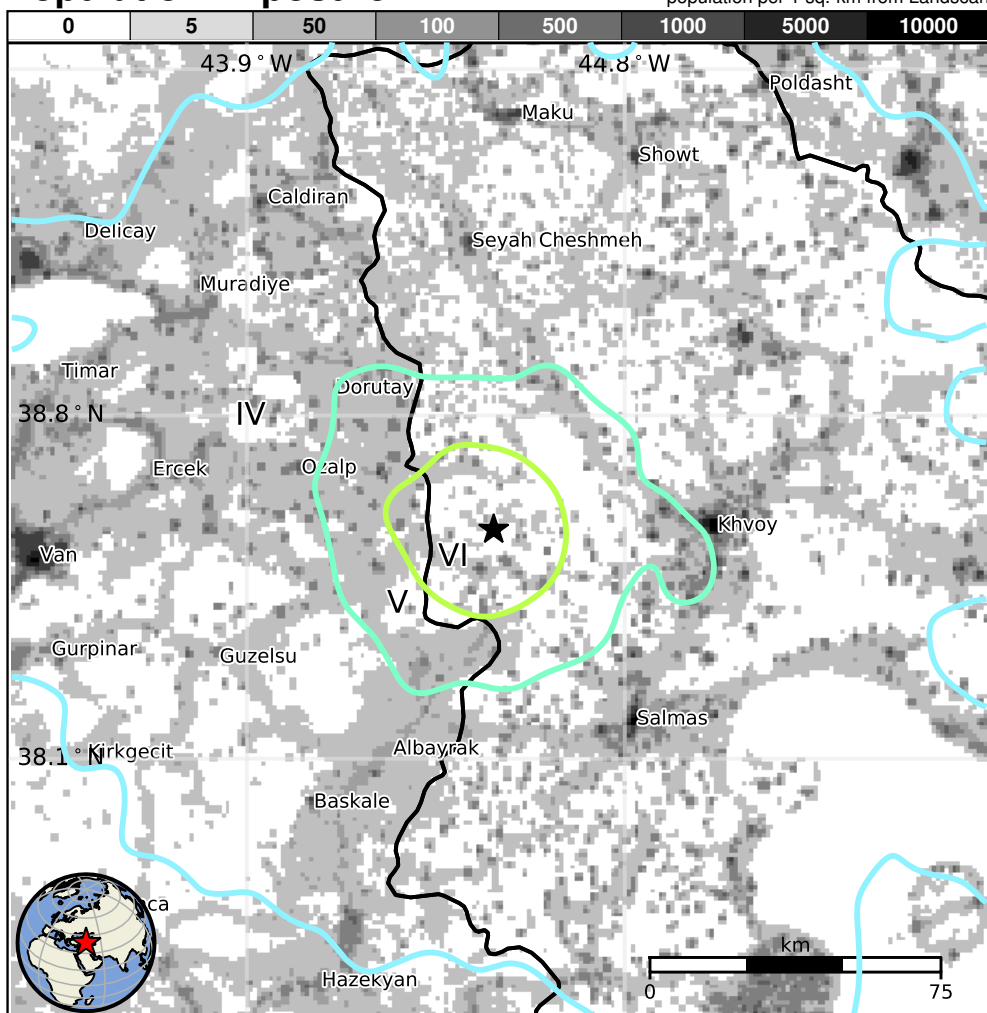 population per 1 sq. km from Landscan
0 5 50 100 500 1000 5000 10000
43.9°W 44.8°W
Poldasht
Maku
Showt
Caldiran
Delicay
Seyah Cheshmeh
Muradiye
Timar
Dorutay
38.8°N
IV
Ercek
Ozalp
Khvoy
Van
VI
V
Gurpinar
Guzelsu
Salmas
Albayrak
38.1°N
Kirkgecit
Baskale
km
Hazekyan
0 75